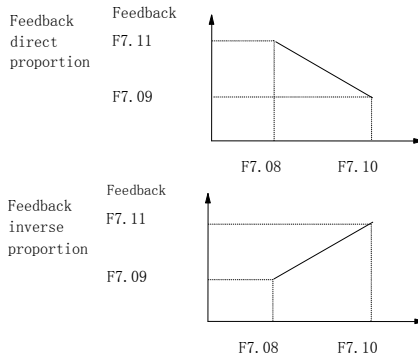 Feedback
direct
proportion
Feedback
F7.11
F7.09
F7.08 F7.10
Feedback
inverse
proportion
Feedback
F7.11
F7.09
F7.08 F7.10